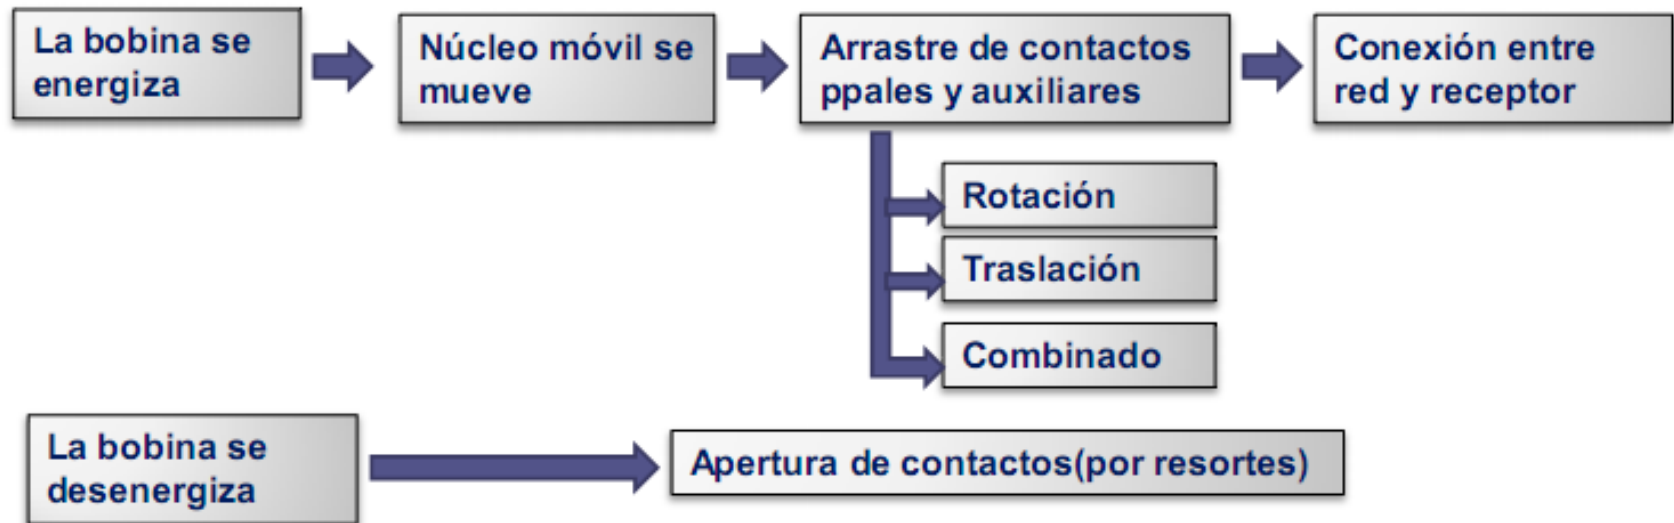 La bobina se
energiza
Núcleo móvil se
mueve
Arrastre de contactos
ppales y auxiliares
Conexión entre
red y receptor
Rotación
Traslación
Combinado
La bobina se
desenergiza
Apertura de contactos(por resortes)